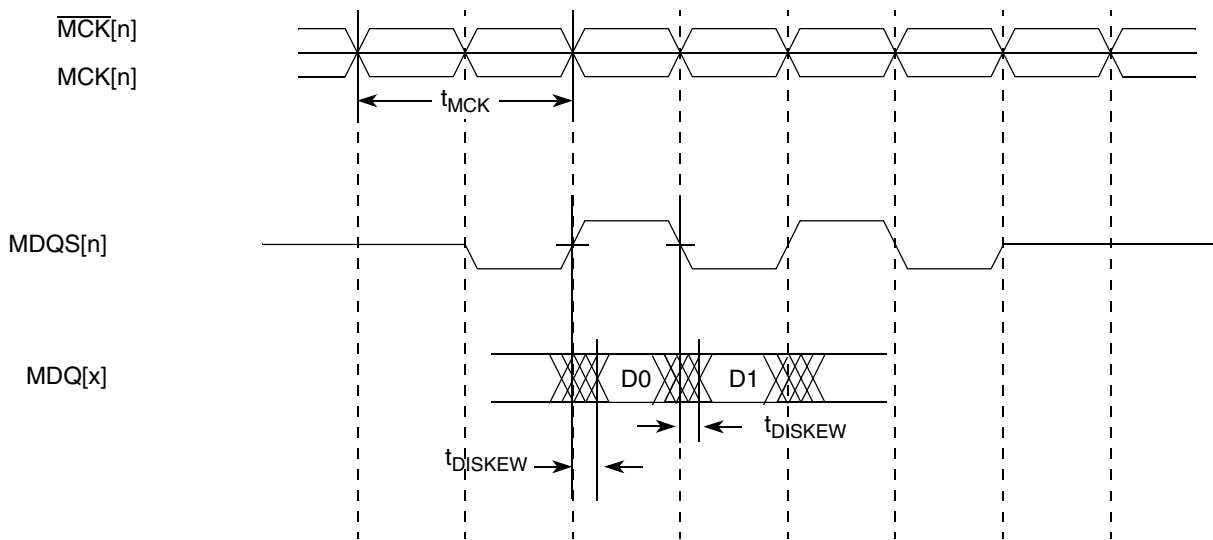 MCK[n]
MCK[n]
tMCK
MDQS[n]
MDQ[x]
D0
D1
tDISKEW
tDISKEW